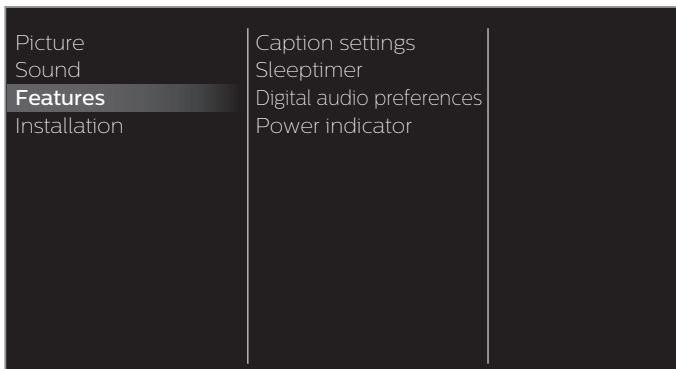 Picture
Sound
Features
Installation
Caption settings
Sleeptimer
Digital audio preferences
Power indicator